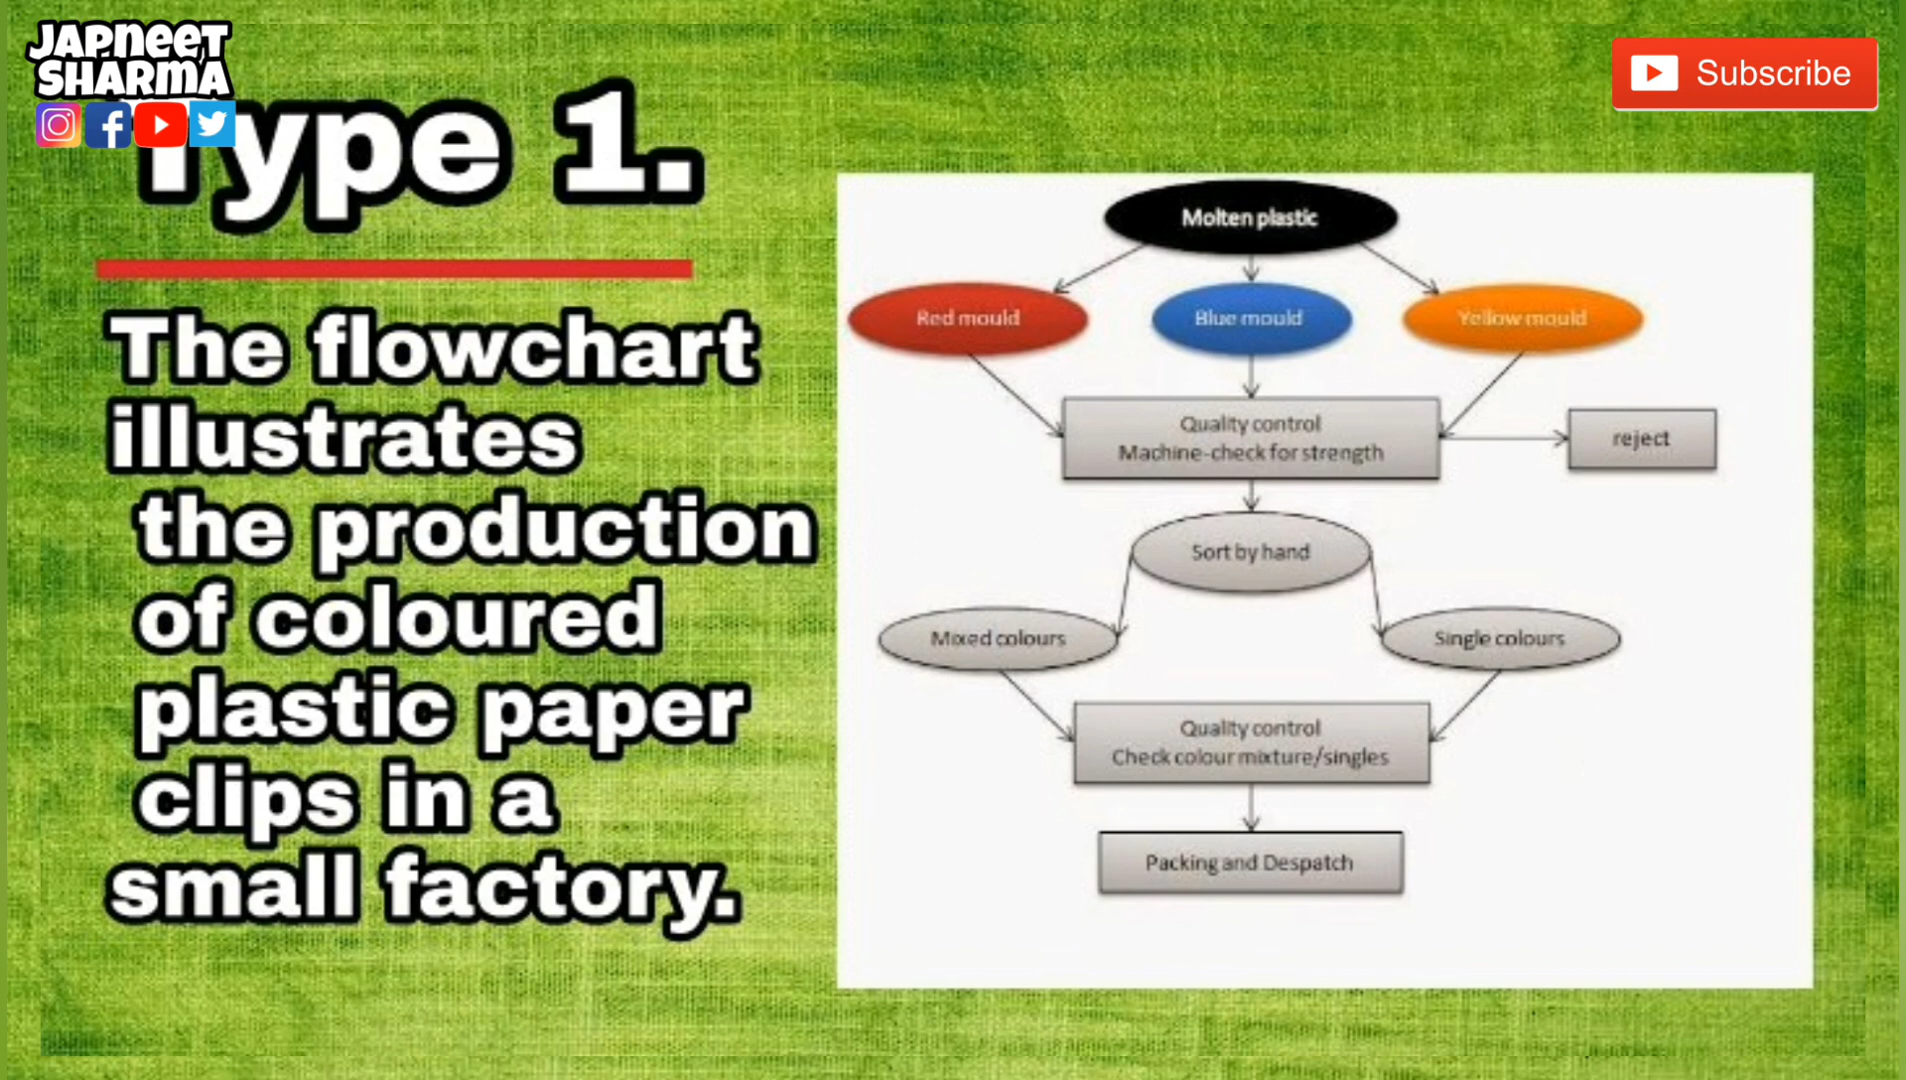 JAPNEET
SHARMA
Subscribe
Type 1.
The flowchart
illustrates
the production
of coloured
plastic paper
clips in a
small factory.
Molten plastic
Red mould
Blue mould
Yellow mould
Quality control
Machine-check for strength
reject
Sort by hand
Mixed colours
Single colours
Quality control
Check colour mixture/singles
Packing and Despatch